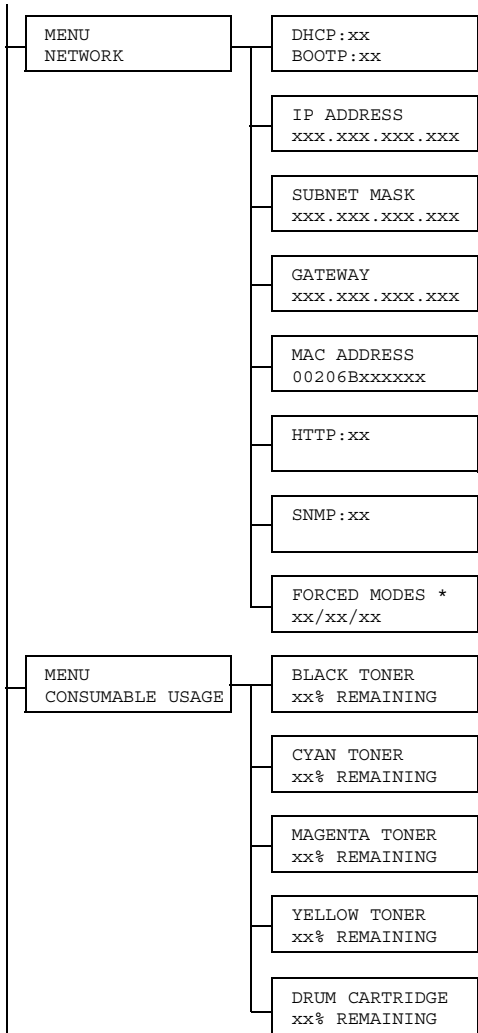 MENU
NETWORK
DHCP:xx
BOOTP:xx
IP ADDRESS
xxx.xxx.xxx.xxx
SUBNET MASK
xxx.xxx.xxx.xxx
GATEWAY
xxx.xxx.xxx.xxx
MAC ADDRESS
00206Bxxxxxx
HTTP:xx
SNMP:xx
FORCED MODES *
xx/xx/xx
MENU
CONSUMABLE USAGE
BLACK TONER
xx% REMAINING
CYAN TONER
xx% REMAINING
MAGENTA TONER
xx% REMAINING
YELLOW TONER
xx% REMAINING
DRUM CARTRIDGE
xx% REMAINING